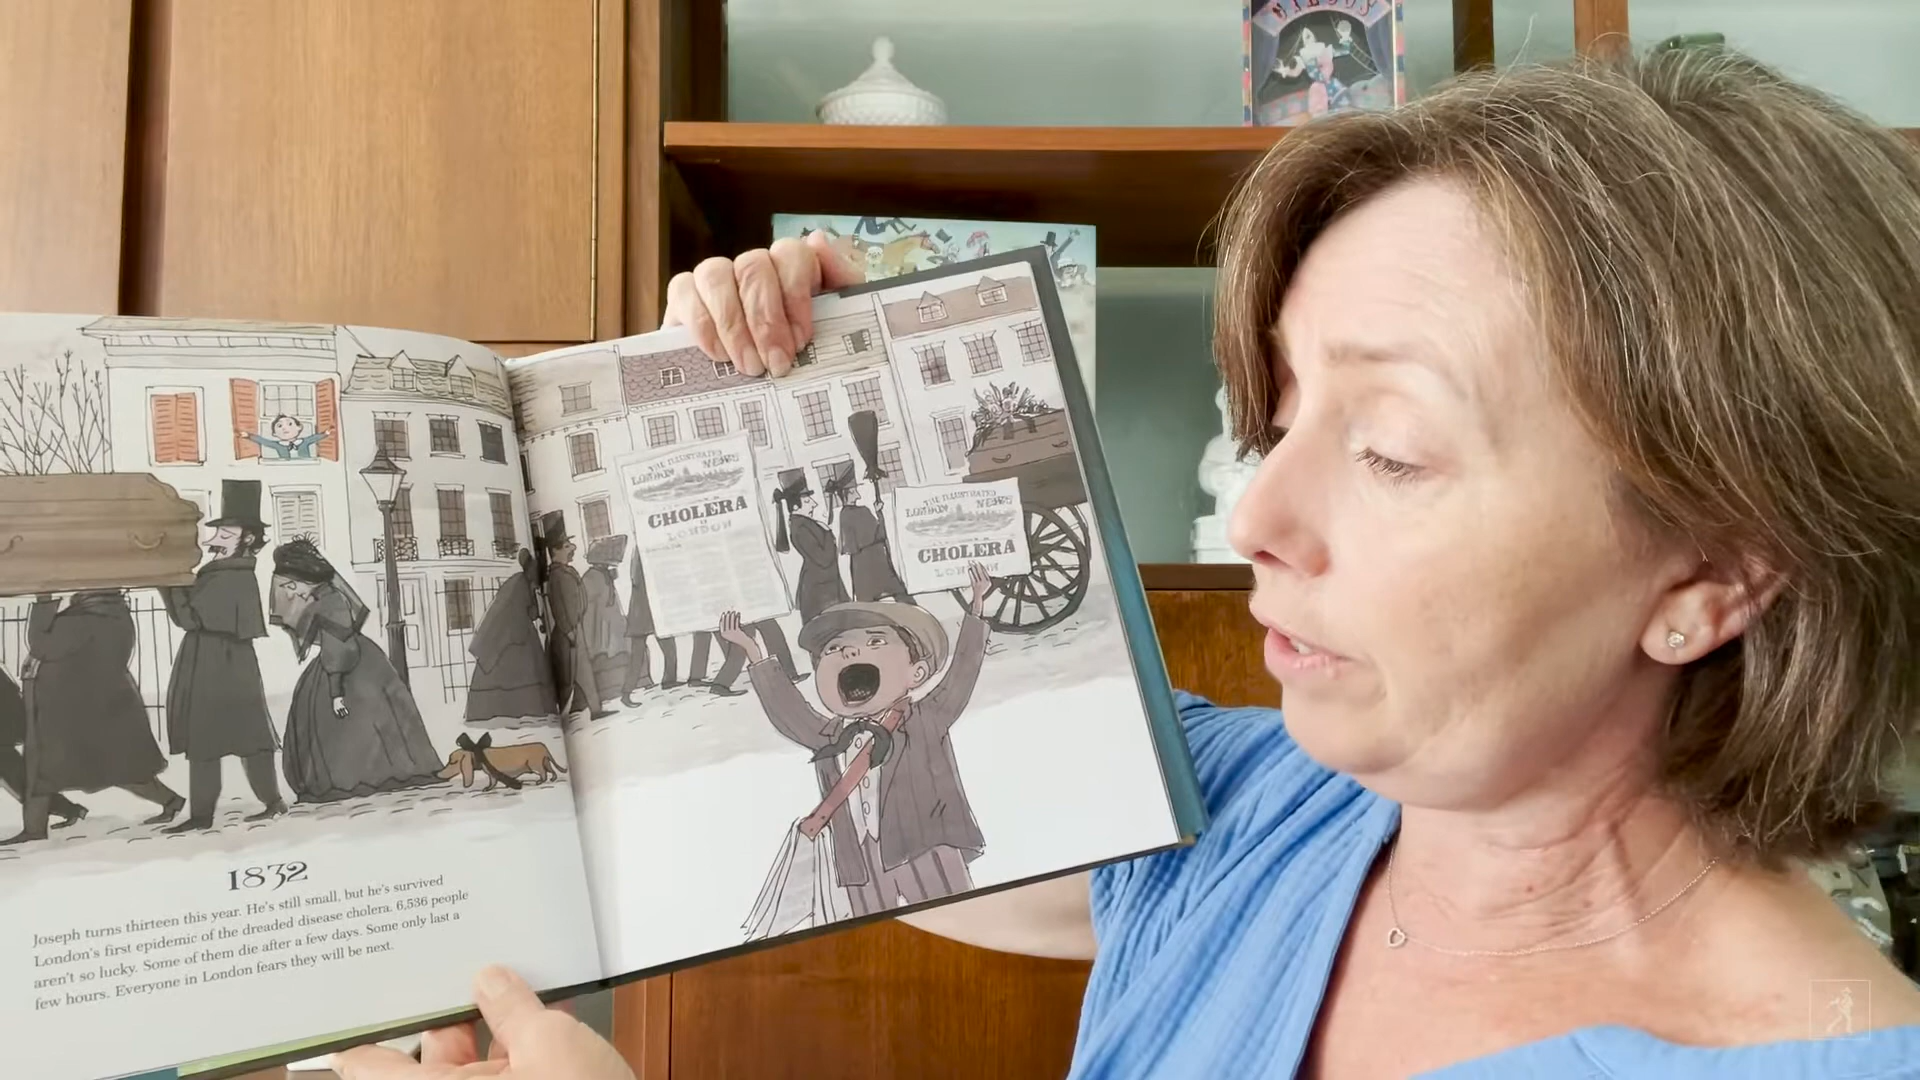 CIRCUS
THE ILLUSTRATED
LONDON NEWS
CHOLERA
IN
LONDON
THE ILLUSTRATED
LONDON NEWS
CHOLERA
LONDON
1832
Joseph turns thirteen this year. He's still small, but he's survived
London's first epidemic of the dreaded disease cholera. 6,536 people
aren't so lucky. Some of them die after a few days. Some only last a
few hours. Everyone in London fears they will be next.